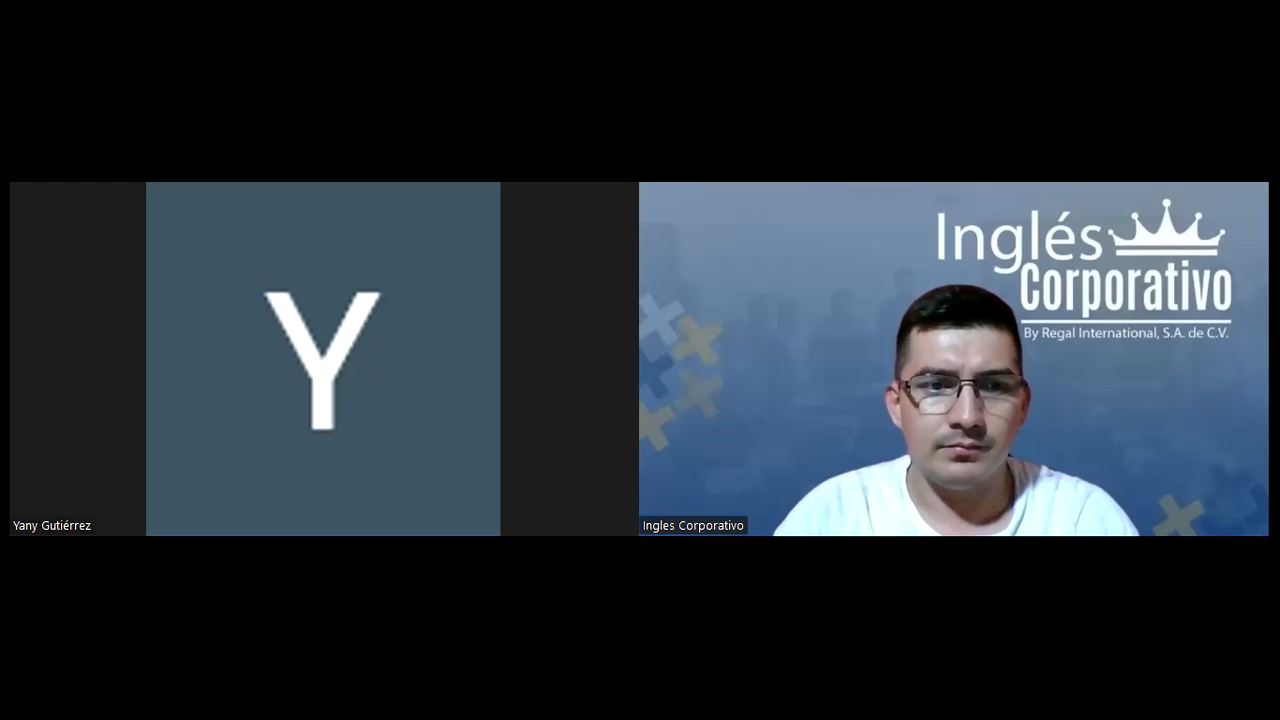 Y
Yany Gutiérrez
Inglés
Corporativo
By Regal International, S.A. de C.V.
Ingles Corporativo